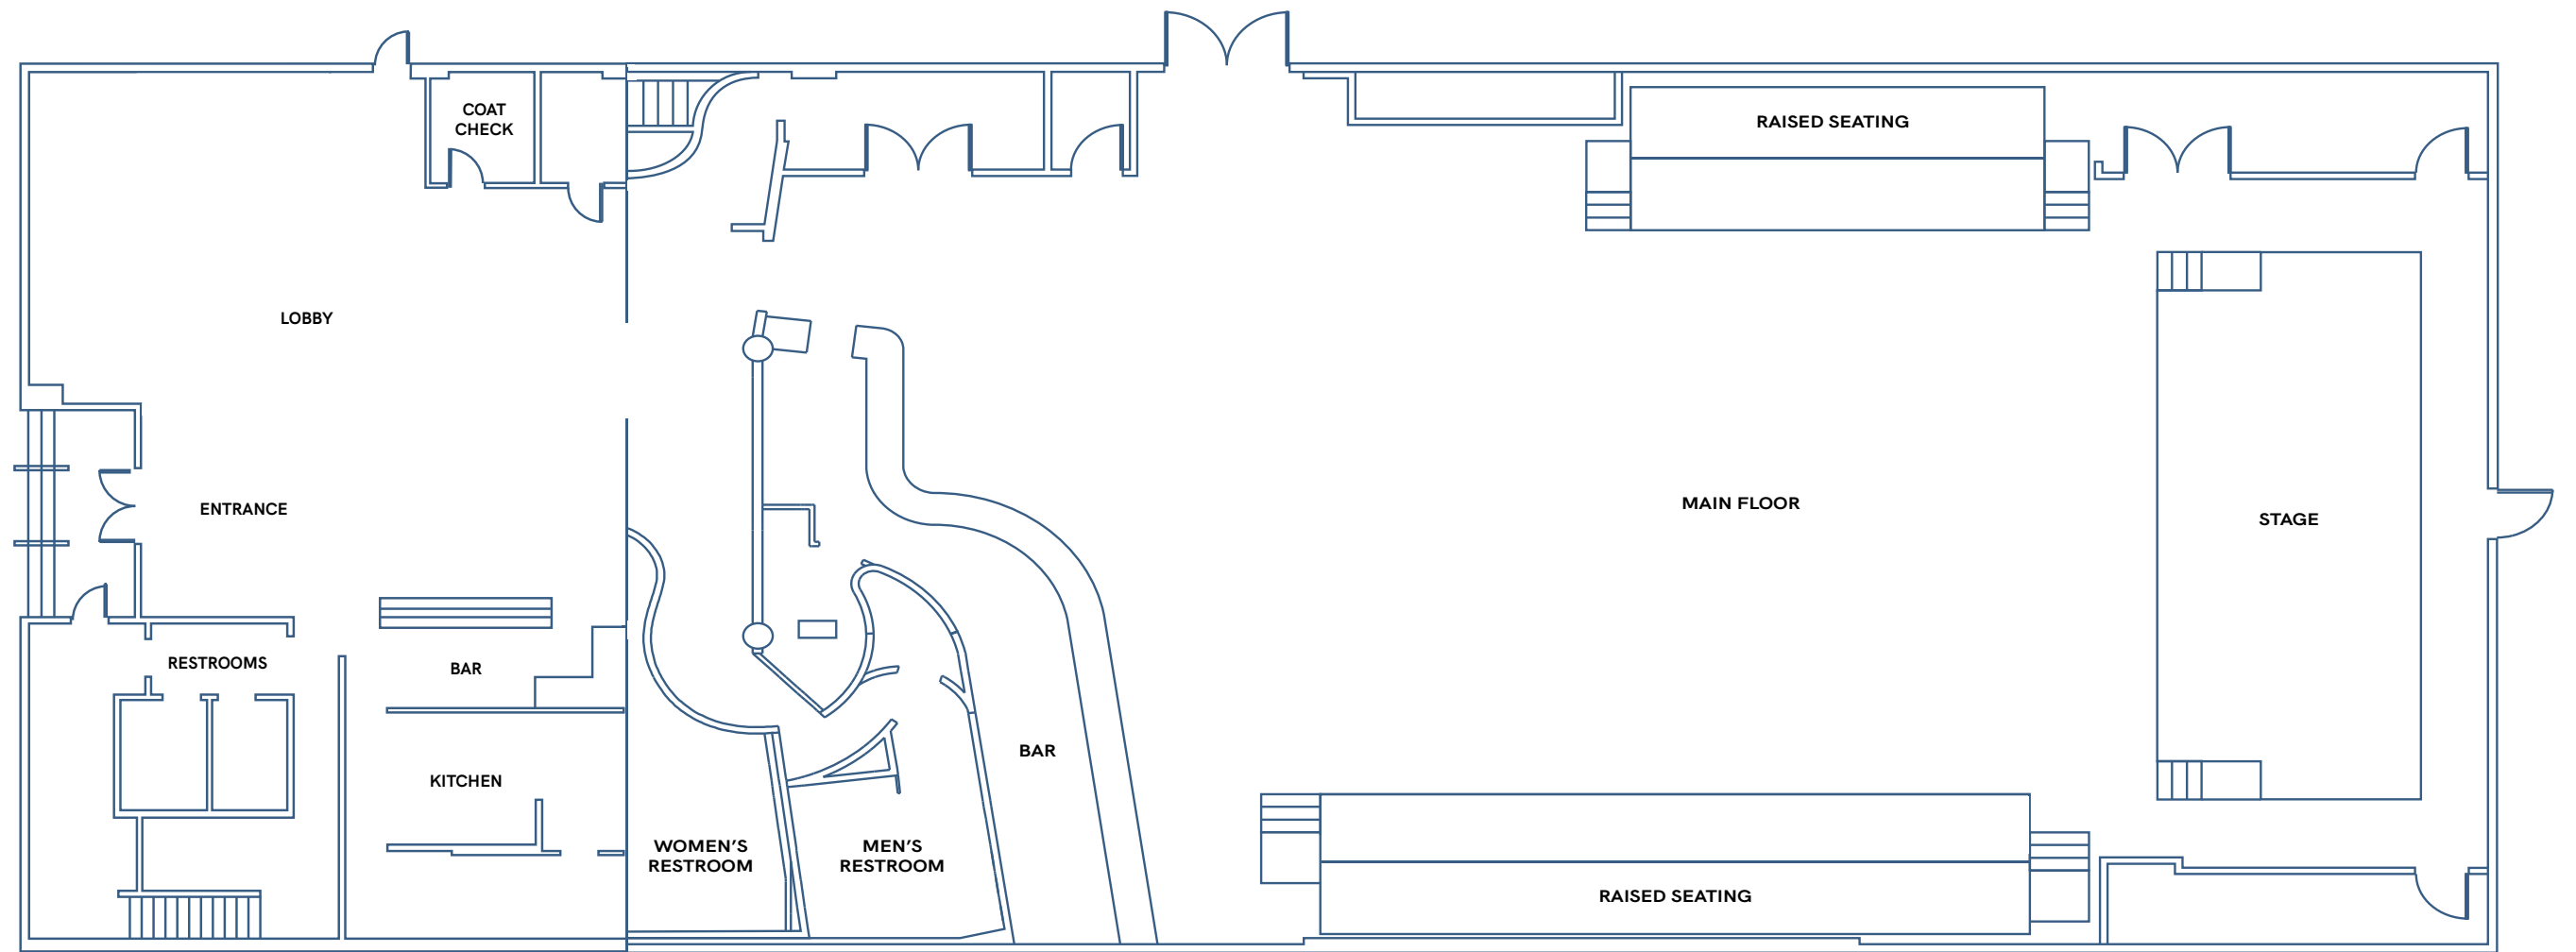 COAT
CHECK
RAISED SEATING
LOBBY
ENTRANCE
MAIN FLOOR
STAGE
RESTROOMS
BAR
BAR
KITCHEN
WOMEN'S
RESTROOM
MEN'S
RESTROOM
RAISED SEATING